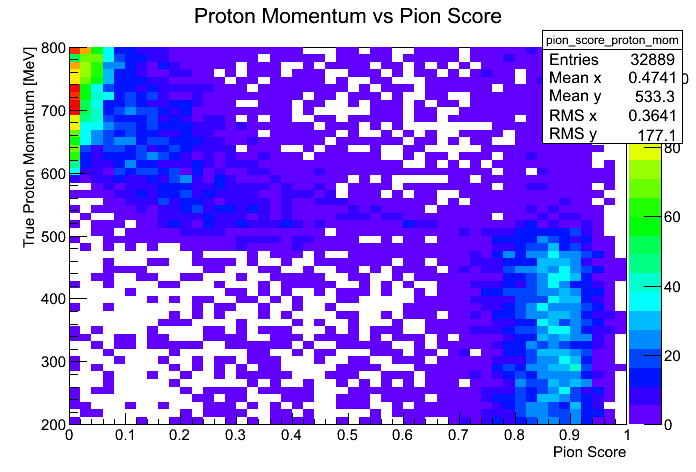 Proton Momentum vs Pion Score
pion_score_proton_mom
Entries 32889
Mean x 0.4741
Mean y 533.3
RMS x 0.3641
RMS y 177.1
True Proton Momentum [MeV]
800
700
600
500
400
300
200
0 0.1 0.2 0.3 0.4 0.5 0.6 0.7 0.8 0.9 1
Pion Score
80
60
40
20
0